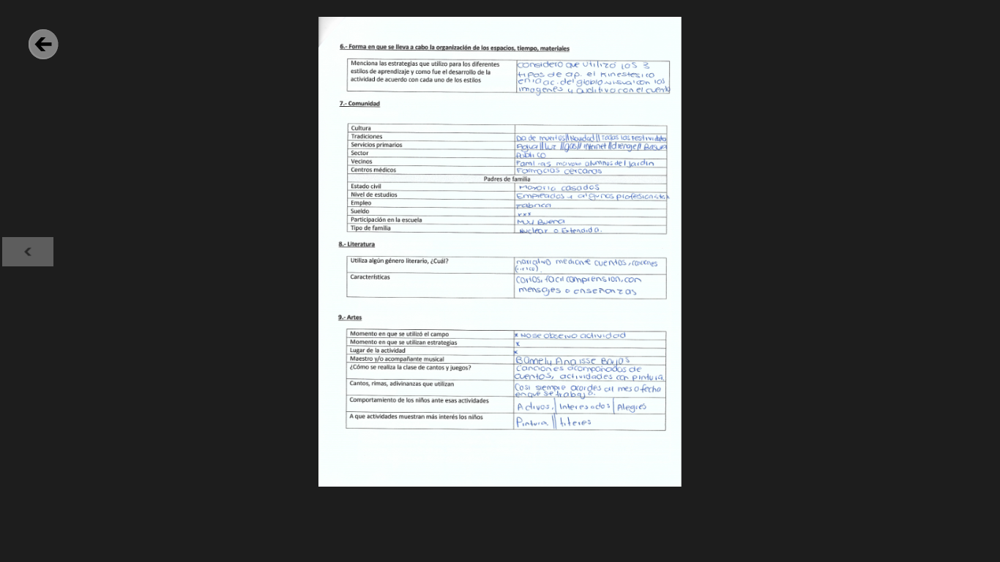 6.- Forma en que se lleva a cabo la organización de los espacios, tiempo, materiales
Menciona las estrategias que utilizo para los diferentes
estilos de aprendizaje y como fue el desarrollo de la
actividad de acuerdo con cada uno de los estilos
considero que utilizo los 3
tipos de ap. el kinestesico
en la ac. del globo visual con las
imagenes y auditivo con el cuento
7.- Comunidad
Cultura
Tradiciones Dia de muertos||Navidad||Todas las festividades
Servicios primarios Agua||Luz||gas||Internet||drenaje||Basura
Sector Publico
Vecinos Familias mayoria alumnos del jardin
Centros médicos Farmacias cercanas
Padres de familia
Estado civil Mayoria casados
Nivel de estudios Empleados y algunos profesionistas
Empleo Fabrica
Sueldo xxx
Participación en la escuela Muy Buena
Tipo de familia Nuclear o Extendida.
8.- Literatura
Utiliza algún género literario, ¿Cuál? narrativo mediante cuentos, canciones
(lirico)
Características cortos, facil comprension, con
mensajes o enseñanzas
9.- Artes
Momento en que se utilizó el campo x No se observo actividad
Momento en que se utilizan estrategias x
Lugar de la actividad x
Maestro y/o acompañante musical Anaisse
¿Cómo se realiza la clase de cantos y juegos? Canciones acompañadas de
cuentos, actividades con pintura.
Cantos, rimas, adivinanzas que utilizan Casi siempre acordes al mes o fecha
en que se trabajo.
Comportamiento de los niños ante esas actividades Activos, | Interesados | Alegres
A que actividades muestran más interés los niños Pintura || titeres